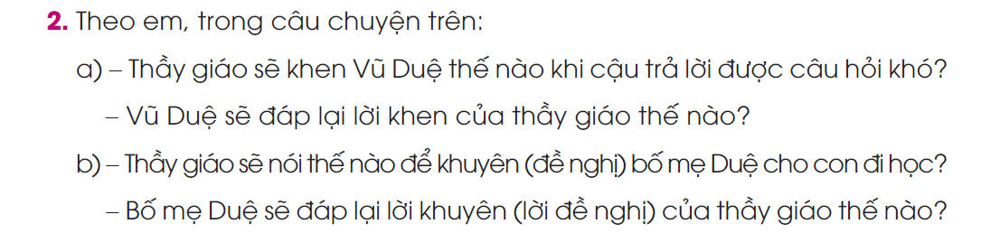 2. Theo em, trong câu chuyện trên:
a) – Thầy giáo sẽ khen Vũ Duệ thế nào khi cậu trả lời được câu hỏi khó?
– Vũ Duệ sẽ đáp lại lời khen của thầy giáo thế nào?
b) – Thầy giáo sẽ nói thế nào để khuyên (đề nghị) bố mẹ Duệ cho con đi học?
– Bố mẹ Duệ sẽ đáp lại lời khuyên (lời đề nghị) của thầy giáo thế nào?